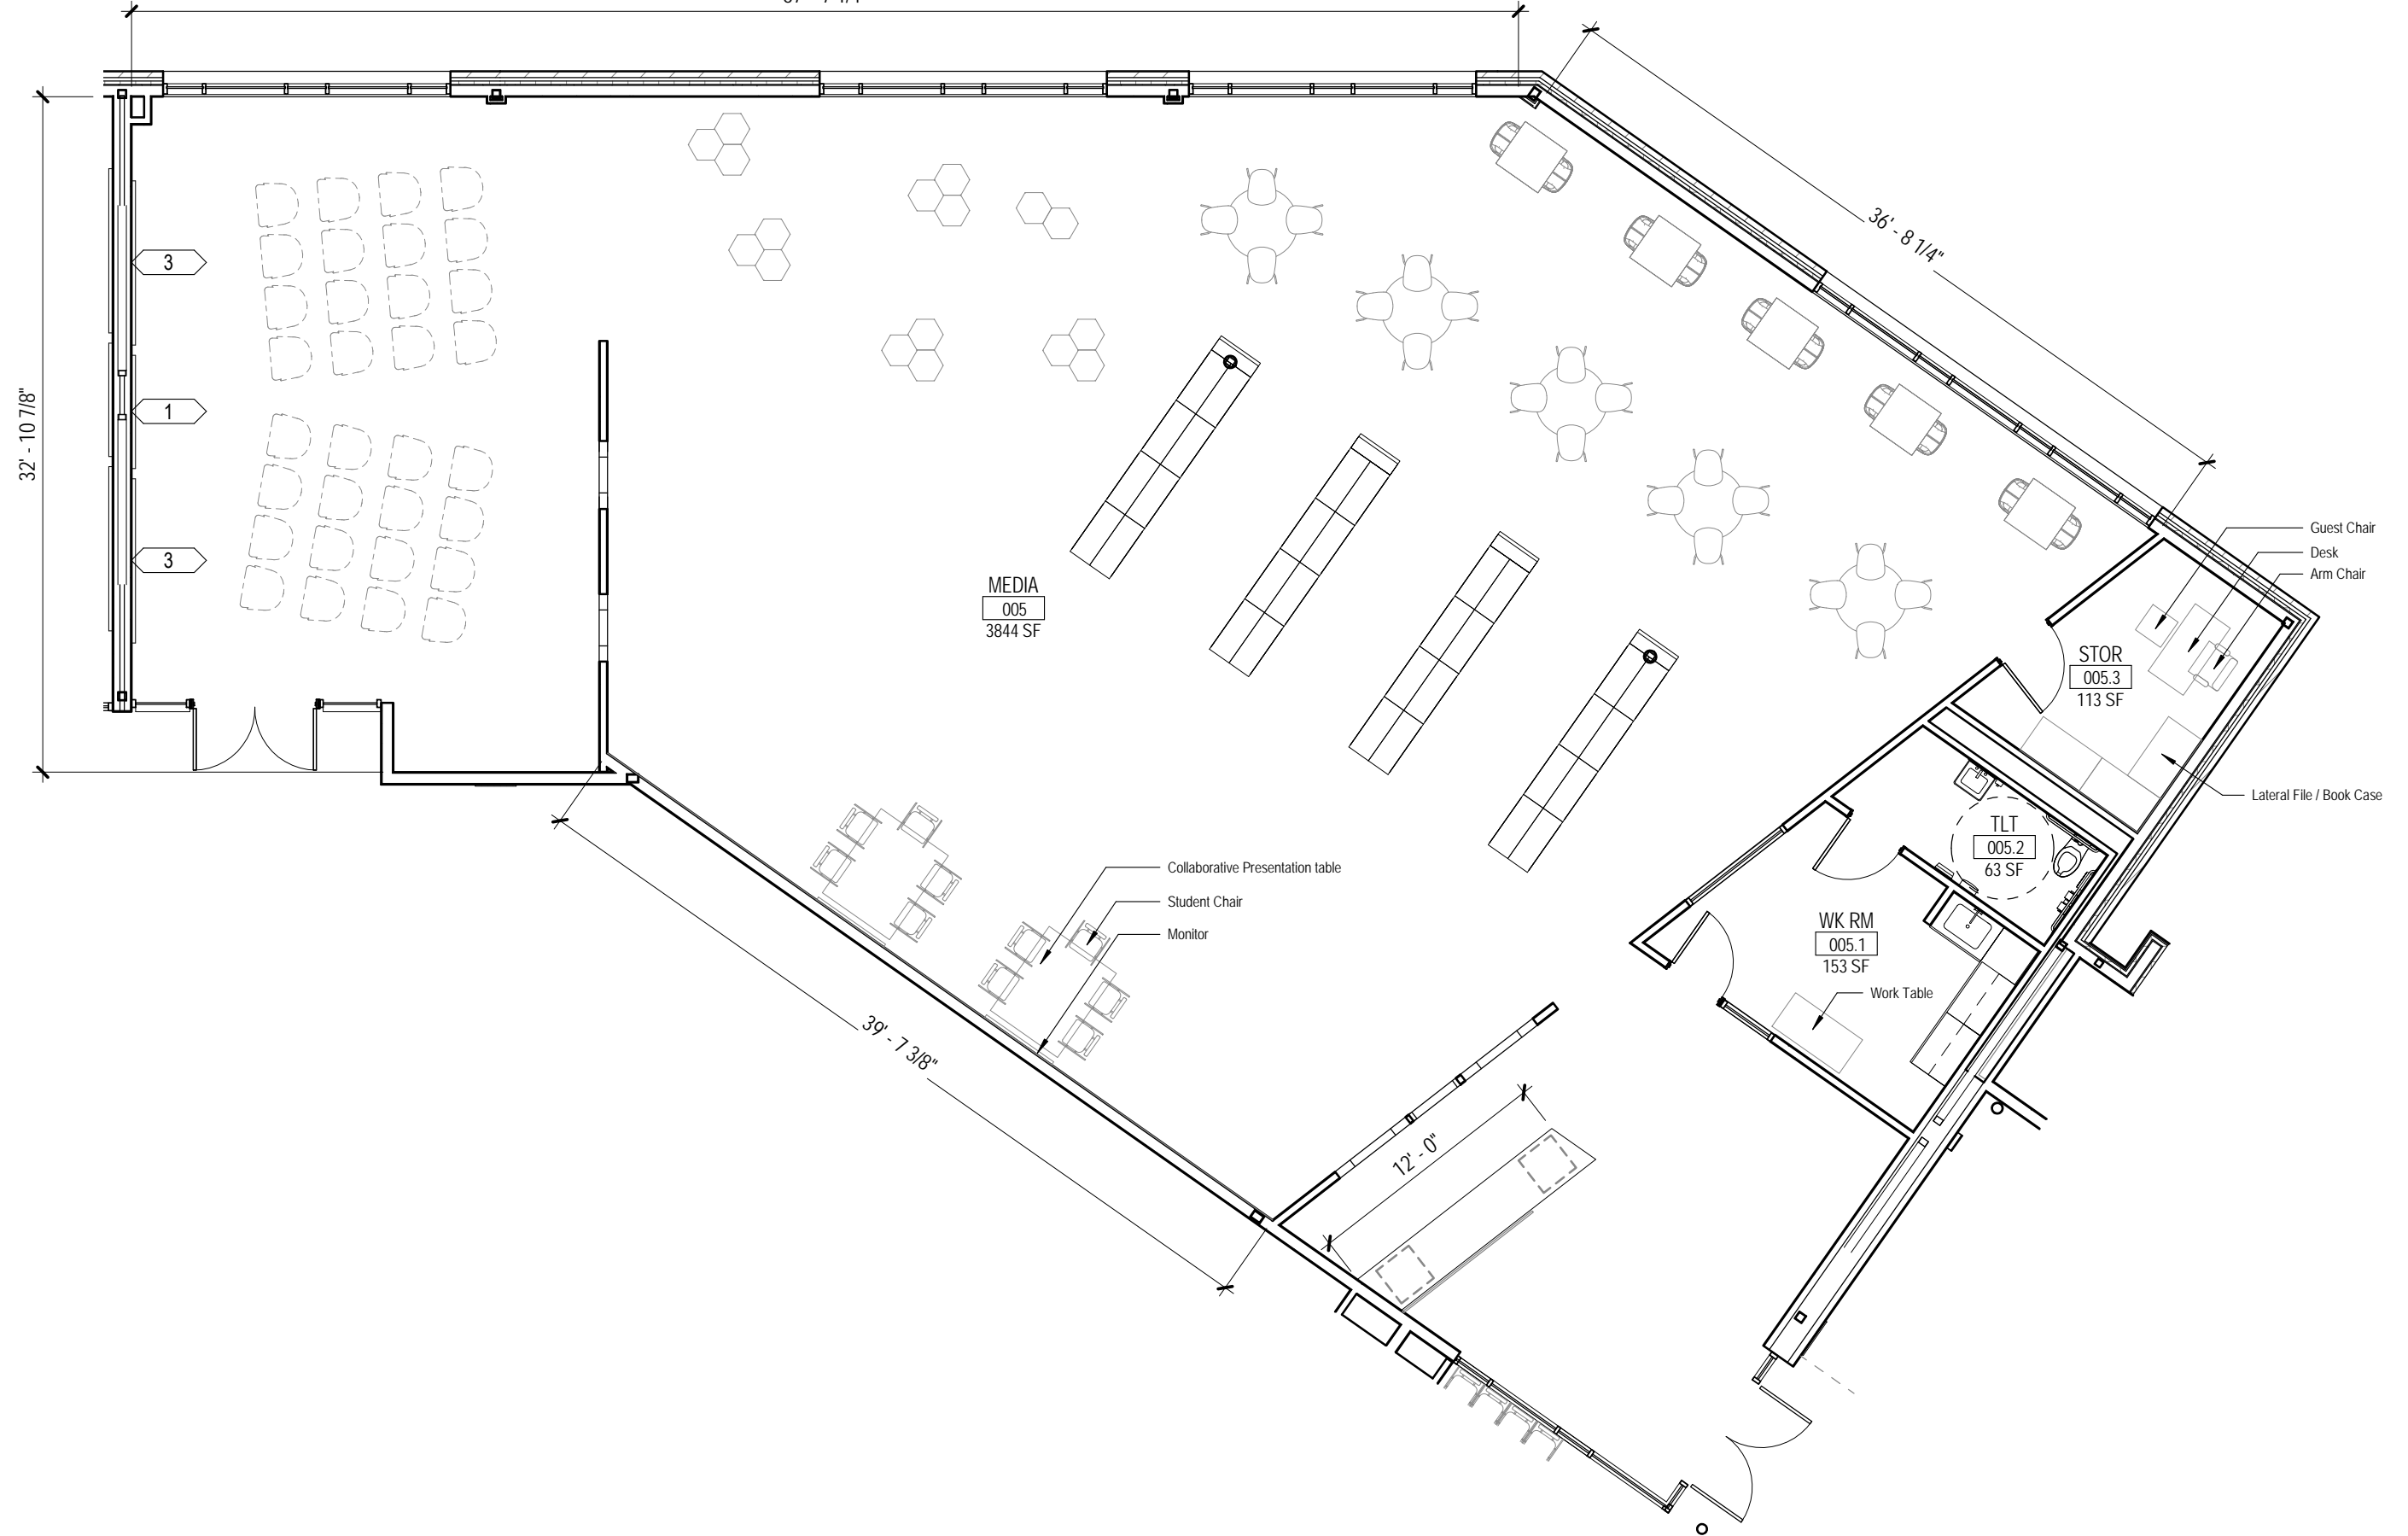 36' - 8 1/4"
32' - 10 7/8"
3
1
3
MEDIA
005
3844 SF
Guest Chair
Desk
Arm Chair
STOR
005.3
113 SF
Lateral File / Book Case
TLT
005.2
63 SF
Collaborative Presentation table
Student Chair
Monitor
WK RM
005.1
153 SF
Work Table
39' - 7 3/8"
12' - 0"